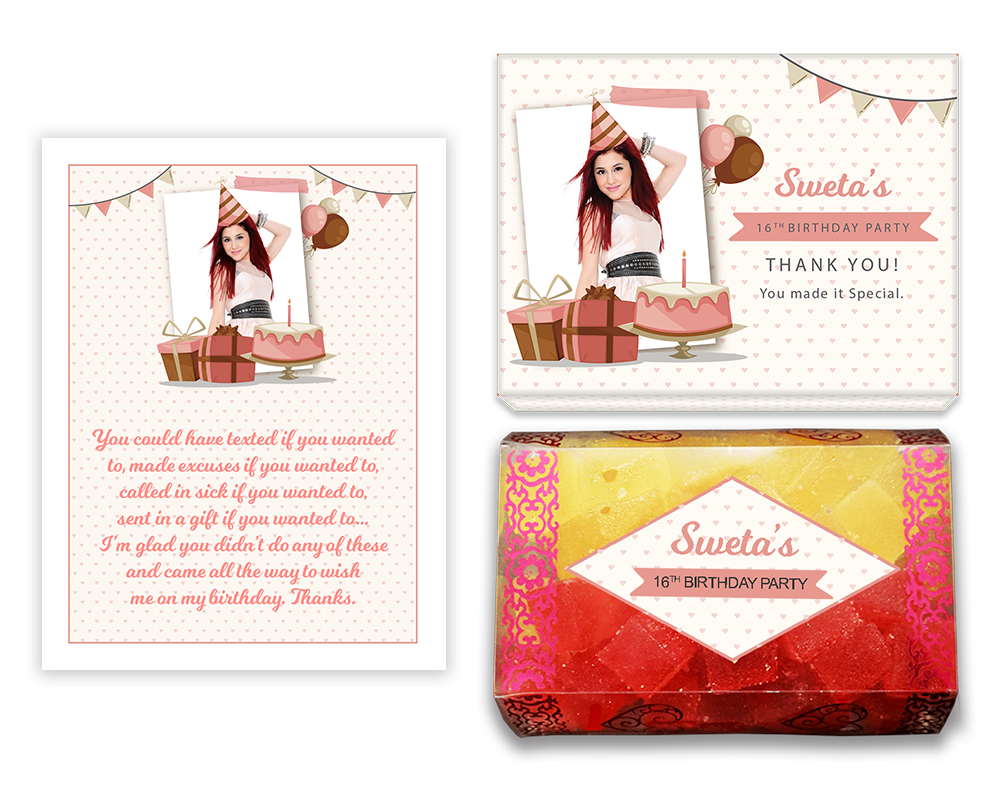 You could have texted if you wanted
to, made excuses if you wanted to,
called in sick if you wanted to,
sent in a gift if you wanted to...
I'm glad you didn't do any of these
and came all the way to wish
me on my birthday. Thanks.
Sweta's
16TH BIRTHDAY PARTY
THANK YOU!
You made it Special.
Sweta's
16TH BIRTHDAY PARTY